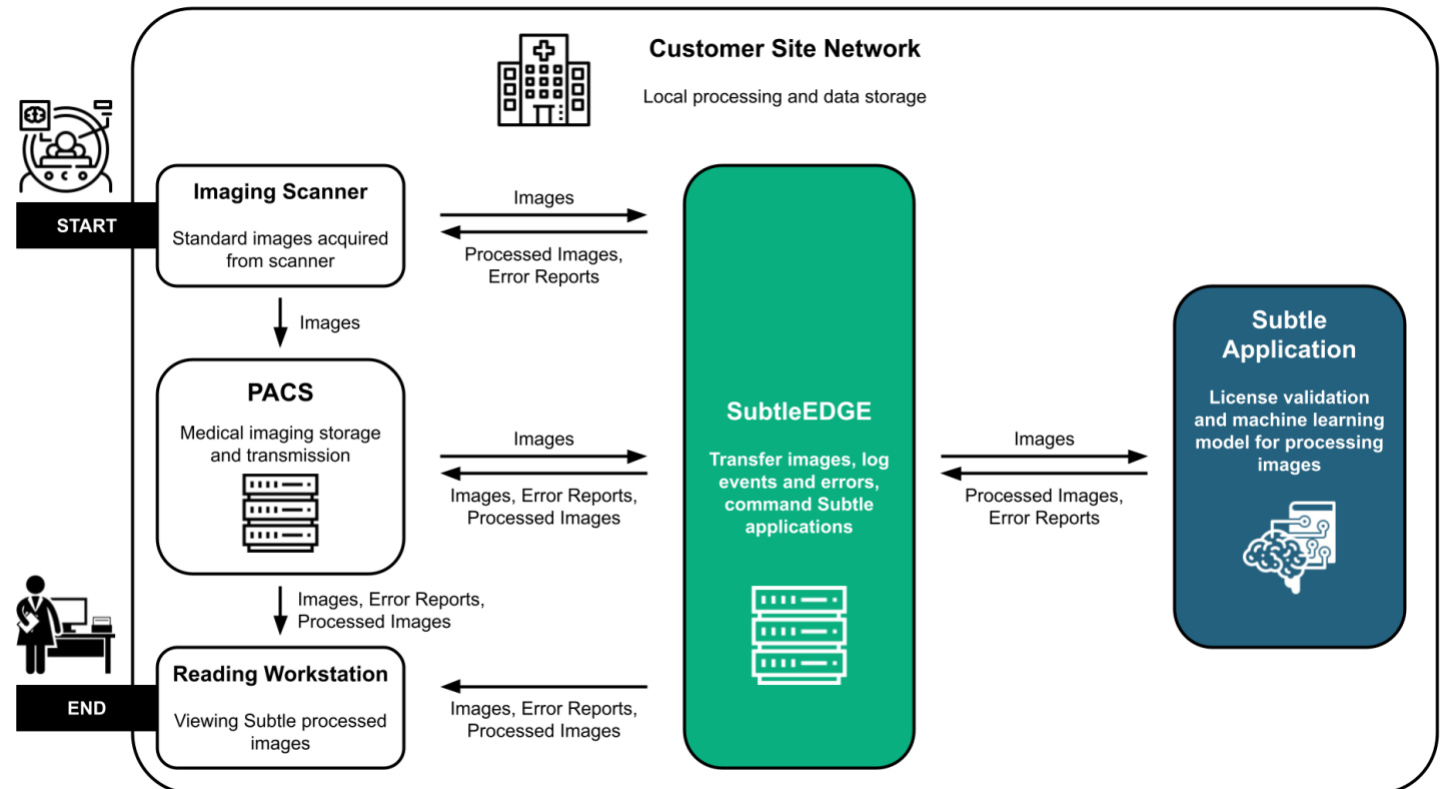 Customer Site Network
Local processing and data storage
START
Imaging Scanner
Standard images acquired
from scanner
Images
Processed Images,
Error Reports
Images
PACS
Medical imaging storage
and transmission
Images
Images, Error Reports,
Processed Images
SubtleEDGE
Transfer images, log
events and errors,
command Subtle
applications
Images
Processed Images,
Error Reports
Subtle
Application
License validation
and machine learning
model for processing
images
Images, Error Reports,
Processed Images
END
Reading Workstation
Viewing Subtle processed
images
Images, Error Reports,
Processed Images